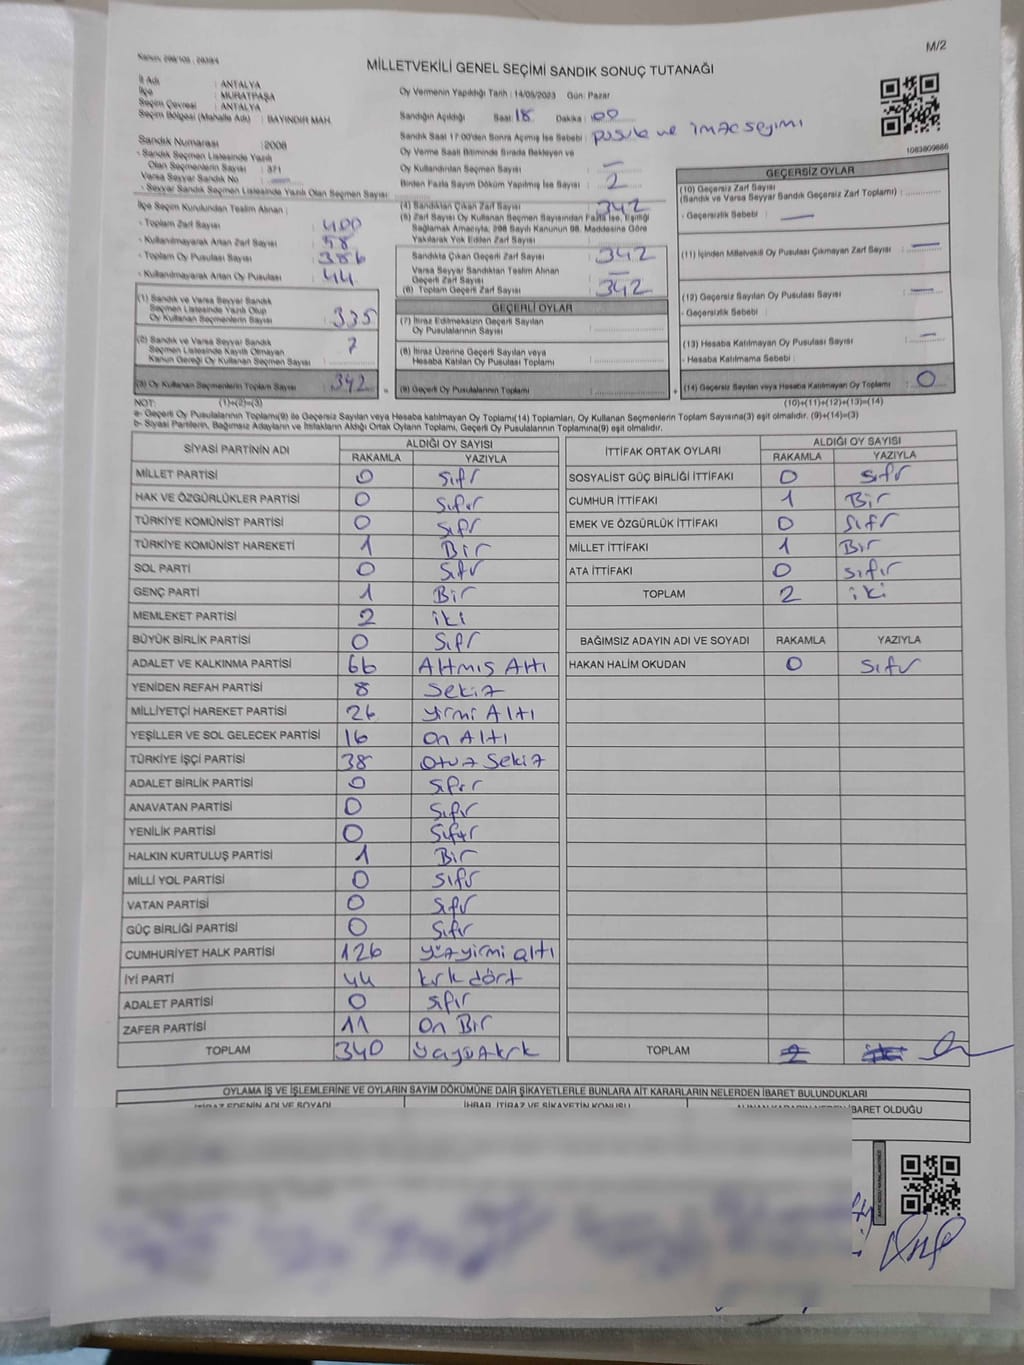 M/2
Kanun: 298/105 , 2839/4
MİLLETVEKİLİ GENEL SEÇİMİ SANDIK SONUÇ TUTANAĞI
İl Adı : ANTALYA
İlçe : MURATPAŞA
Seçim Çevresi : ANTALYA
Seçim Bölgesi (Mahalle Adı) : BAYINDIR MAH.
Sandık Numarası :2008
- Sandık Seçmen Listesinde Yazılı
Olan Seçmenlerin Sayısı : 371
Varsa Seyyar Sandık No : —
- Seyyar Sandık Listesinde Yazılı Olan Seçmen Sayısı
Oy Vermenin Yapıldığı Tarih : 14/05/2023 Gün: Pazar
Sandığın Açıldığı Saat: 18 Dakika : 00
Sandık Saat 17:00'den Sonra Açılmış İse Sebebi : pusula ve imac seyimi
Oy Verme Saati Bitiminde Sırada Bekleyen ve
Oy Kullandırılan Seçmen Sayısı : —
Birden Fazla Sayım Döküm Yapılmış İse Sayısı : 2
1083809886
İlçe Seçim Kurulundan Teslim Alınan ;
- Toplam Zarf Sayısı : 400
- Kullanılmayarak Artan Zarf Sayısı : 58
- Toplam Oy Pusulası Sayısı : 386
- Kullanılmayarak Artan Oy Pusulası : 44
(1) Sandık ve Varsa Seyyar Sandık
Seçmen Listesinde Yazılı Olup
Oy Kullanan Seçmenlerin Sayısı : 335
(2) Sandık ve Varsa Seyyar Sandık
Seçmen Listesinde Kayıtlı Olmayan
Kanun Gereği Oy Kullanan Seçmen Sayısı : 7
(3) Oy Kullanan Seçmenlerin Toplam Sayısı : 342
(4) Sandıktan Çıkan Zarf Sayısı : 342
(5) Zarf Sayısı Oy Kullanan Seçmen Sayısından Fazla İse, Eşitliği
Sağlamak Amacıyla, 298 Sayılı Kanunun 98. Maddesine Göre
Yakılarak Yok Edilen Zarf Sayısı
Sandıkta Çıkan Geçerli Zarf Sayısı : 342
Varsa Seyyar Sandıktan Teslim Alınan
Geçerli Zarf Sayısı : —
(6) Toplam Geçerli Zarf Sayısı : 342
GEÇERLİ OYLAR
(7) İtiraz Edilmeksizin Geçerli Sayılan
Oy Pusulalarının Sayısı
(8) İtiraz Üzerine Geçerli Sayılan veya
Hesaba Katılan Oy Pusulası Sayısı
(9) Geçerli Oy Pusulalarının Toplamı
GEÇERSİZ OYLAR
(10) Geçersiz Zarf Sayısı
(Sandık ve Varsa Seyyar Sandık Geçersiz Zarf Toplamı)
- Geçersizlik Sebebi : —
(11) İçinden Milletvekili Oy Pusulası Çıkmayan Zarf Sayısı : —
(12) Geçersiz Sayılan Oy Pusulası Sayısı : —
- Geçersizlik Sebebi :
(13) Hesaba Katılmayan Oy Pusulası Sayısı : —
- Hesaba Katılmama Sebebi :
(14) Geçersiz Sayılan veya Hesaba Katılmayan Oy Toplamı : 0
NOT: (1)+(2)=(3) (10)+(11)+(12)+(13)=(14)
a- Geçerli Oy Pusulalarının Toplamı(9) ile Geçersiz Sayılan veya Hesaba katılmayan Oy Toplamı(14) Toplamları, Oy Kullanan Seçmenlerin Toplam Sayısına(3) eşit olmalıdır. (9)+(14)=(3)
b- Siyasi Partilerin, Bağımsız Adayların ve İttifakların Aldığı Ortak Oyların Toplamı, Geçerli Oy Pusulalarının Toplamına(9) eşit olmalıdır.
SİYASİ PARTİNİN ADI ALDIĞI OY SAYISI
RAKAMLA YAZIYLA
MİLLET PARTİSİ 0 Sıfır
HAK VE ÖZGÜRLÜKLER PARTİSİ 0 Sıfır
TÜRKİYE KOMÜNİST PARTİSİ 0 Sıfır
TÜRKİYE KOMÜNİST HAREKETİ 1 Bir
SOL PARTİ 0 Sıfır
GENÇ PARTİ 1 Bir
MEMLEKET PARTİSİ 2 iki
BÜYÜK BİRLİK PARTİSİ 0 Sıfır
ADALET VE KALKINMA PARTİSİ 66 Altmış Altı
YENİDEN REFAH PARTİSİ 8 Sekiz
MİLLİYETÇİ HAREKET PARTİSİ 26 yirmi Altı
YEŞİLLER VE SOL GELECEK PARTİSİ 16 on Altı
TÜRKİYE İŞÇİ PARTİSİ 38 Otuz Sekiz
ADALET BİRLİK PARTİSİ 0 Sıfır
ANAVATAN PARTİSİ 0 Sıfır
YENİLİK PARTİSİ 0 Sıfır
HALKIN KURTULUŞ PARTİSİ 1 Bir
MİLLİ YOL PARTİSİ 0 Sıfır
VATAN PARTİSİ 0 Sıfır
GÜÇ BİRLİĞİ PARTİSİ 0 Sıfır
CUMHURİYET HALK PARTİSİ 126 yüzyirmi altı
İYİ PARTİ 44 kırk dört
ADALET PARTİSİ 0 Sıfır
ZAFER PARTİSİ 11 On Bir
TOPLAM 340 üçyüzkırk
İTTİFAK ORTAK OYLARI ALDIĞI OY SAYISI
RAKAMLA YAZIYLA
SOSYALİST GÜÇ BİRLİĞİ İTTİFAKI 0 Sıfır
CUMHUR İTTİFAKI 1 Bir
EMEK VE ÖZGÜRLÜK İTTİFAKI 0 Sıfır
MİLLET İTTİFAKI 1 Bir
ATA İTTİFAKI 0 sıfır
TOPLAM 2 iki
BAĞIMSIZ ADAYIN ADI VE SOYADI RAKAMLA YAZIYLA
HAKAN HALİM OKUDAN 0 Sıfır
TOPLAM 2
OYLAMA İŞ VE İŞLEMLERİNE VE OYLARIN SAYIM DÖKÜMÜNE DAİR ŞİKAYETLERLE BUNLARA AİT KARARLARIN NELERDEN İBARET BULUNDUKLARI
İTİRAZ EDENİN ADI VE SOYADI İHBAR, İTİRAZ VE ŞİKAYETİN KONUSU ALINAN KARARIN NEDEN İBARET OLDUĞU